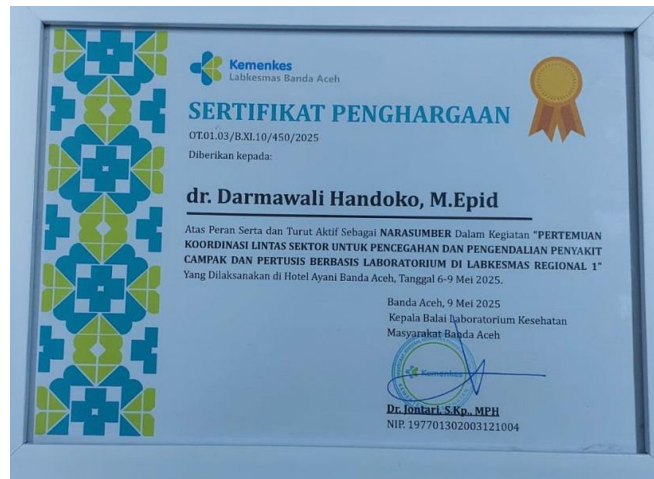 Kemenkes
Labkesmas Banda Aceh
SERTIFIKAT PENGHARGAAN
OT.01.03/B.XI.10/450/2025
Diberikan kepada:
dr. Darmawali Handoko, M.Epid
Atas Peran Serta dan Turut Aktif Sebagai NARASUMBER Dalam Kegiatan "PERTEMUAN
KOORDINASI LINTAS SEKTOR UNTUK PENCEGAHAN DAN PENGENDALIAN PENYAKIT
CAMPAK DAN PERTUSIS BERBASIS LABORATORIUM DI LABKESMAS REGIONAL 1"
Yang Dilaksanakan di Hotel Ayani Banda Aceh, Tanggal 6-9 Mei 2025.
Banda Aceh, 9 Mei 2025
Kepala Balai Laboratorium Kesehatan
Masyarakat Banda Aceh
Kemenkes
Dr. Jontari, S.Kp., MPH
NIP. 197701302003121004